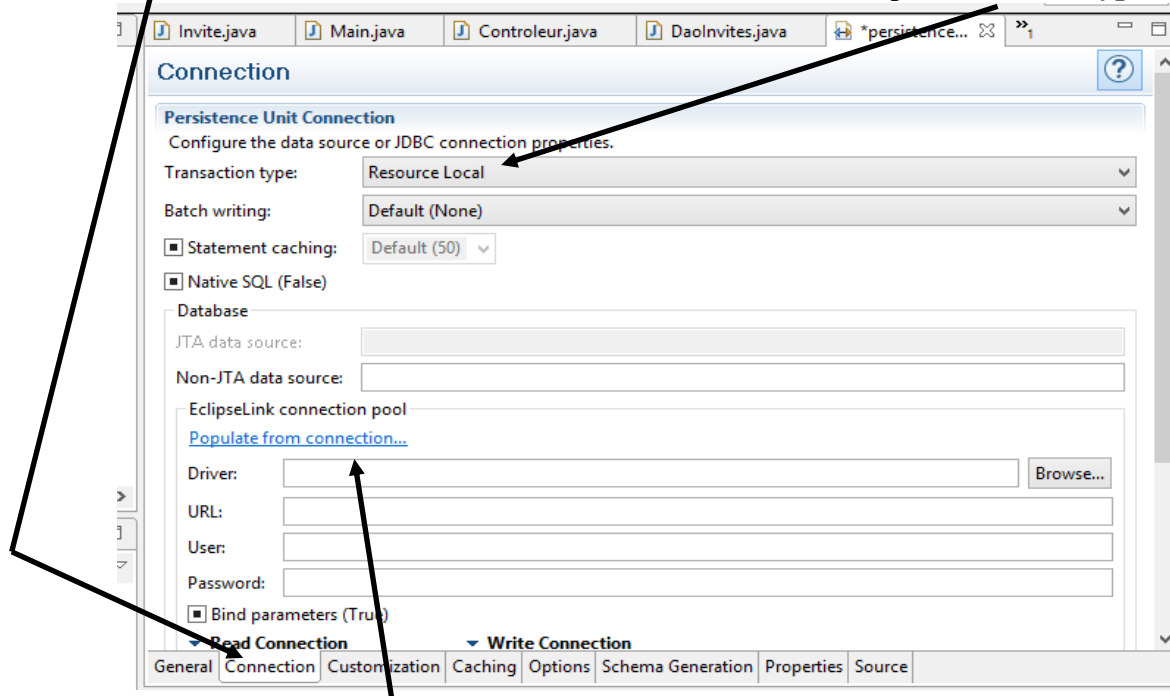 Invite.java Main.java Controleur.java DaoInvites.java *persistence... »1
Connection
Persistence Unit Connection
Configure the data source or JDBC connection properties.
Transaction type: Resource Local
Batch writing: Default (None)
Statement caching: Default (50)
Native SQL (False)
Database
JTA data source:
Non-JTA data source:
EclipseLink connection pool
Populate from connection...
Driver: Browse...
URL:
User:
Password:
Bind parameters (True)
Read Connection Write Connection
General Connection Customization Caching Options Schema Generation Properties Source